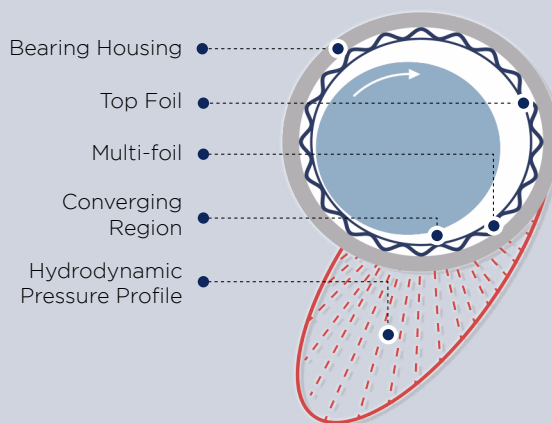 Bearing Housing
Top Foil
Multi-foil
Converging
Region
Hydrodynamic
Pressure Profile